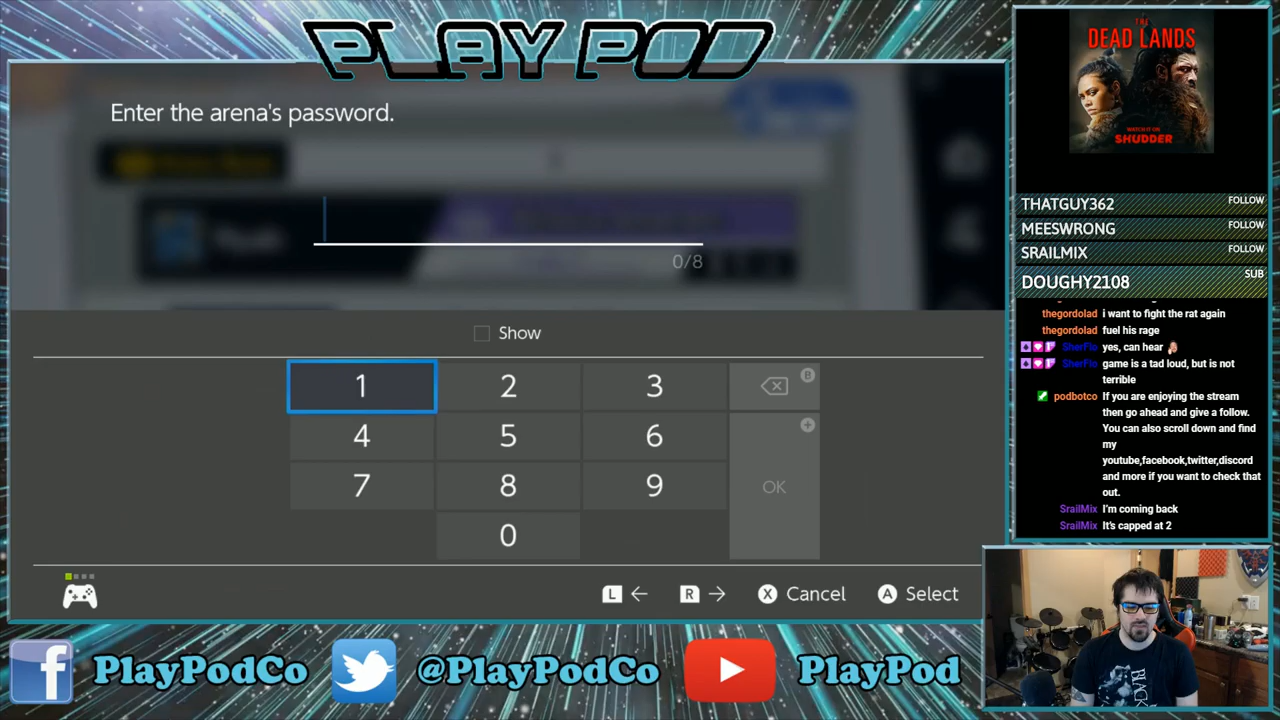 PLAY POD
Enter the arena's password.
0/8
Show
1
2
3
B
4
5
6
+
7
8
9
OK
0
L ←
R →
X Cancel
A Select
THE
DEAD LANDS
WATCH IT ON
SHUDDER
THATGUY362 FOLLOW
MEESWRONG FOLLOW
SRAILMIX FOLLOW
DOUGHY2108 SUB
thegordolad i want to fight the rat again
thegordolad fuel his rage
SherFlo yes, can hear
SherFlo game is a tad loud, but is not
terrible
podbotco If you are enjoying the stream
then go ahead and give a follow.
You can also scroll down and find
my
youtube,facebook,twitter,discord
and more if you want to check that
out.
SrailMix I'm coming back
SrailMix It's capped at 2
f PlayPodCo
@PlayPodCo
PlayPod